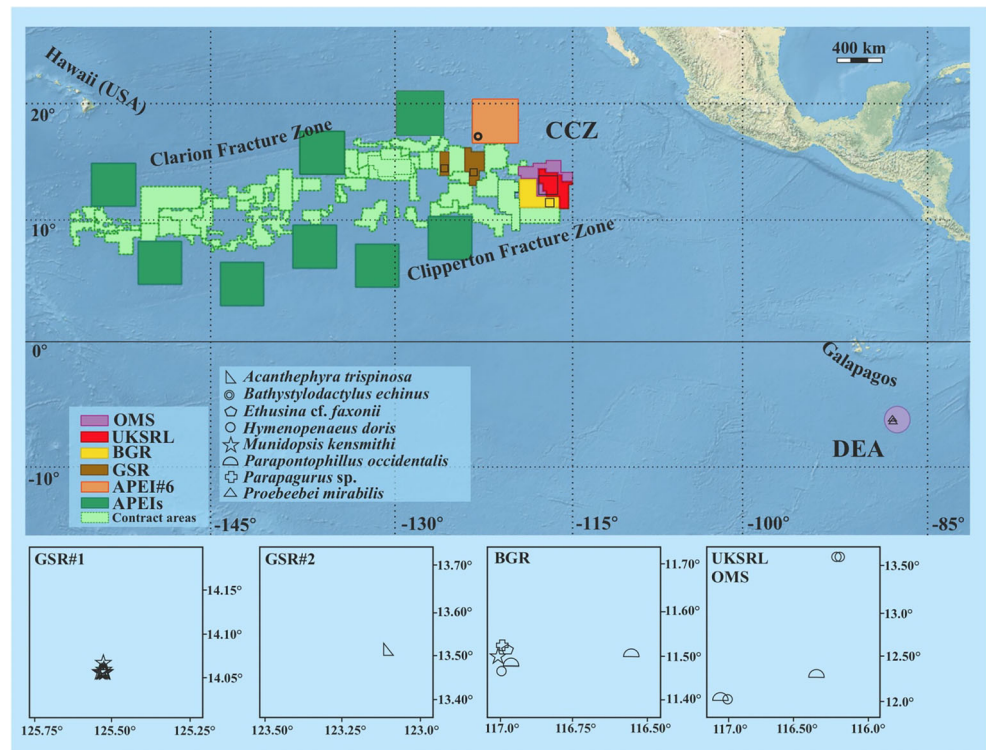 Hawaii (USA)
400 km
20°
CCZ
Clarion Fracture Zone
10°
Clipperton Fracture Zone
0°
Galapagos
Acanthephyra trispinosa
Bathystylodactylus echinus
Ethusina cf. faxonii
Hymenopenaeus doris
Munidopsis kensmithi
Parapontophillus occidentalis
Parapagurus sp.
Proebeebei mirabilis
OMS
UKSRL
BGR
GSR
APEI#6
APEIs
Contract areas
DEA
-10°
-145°
-130°
-115°
-100°
-85°
GSR#1
14.15°
14.10°
14.05°
125.75°
125.50°
125.25°
GSR#2
13.70°
13.60°
13.50°
13.40°
123.50°
123.25°
123.0°
BGR
11.70°
11.60°
11.50°
11.40°
117.0°
116.50°
UKSRL
OMS
13.50°
13.0°
12.50°
12.0°
117.0°
116.50°
116.0°